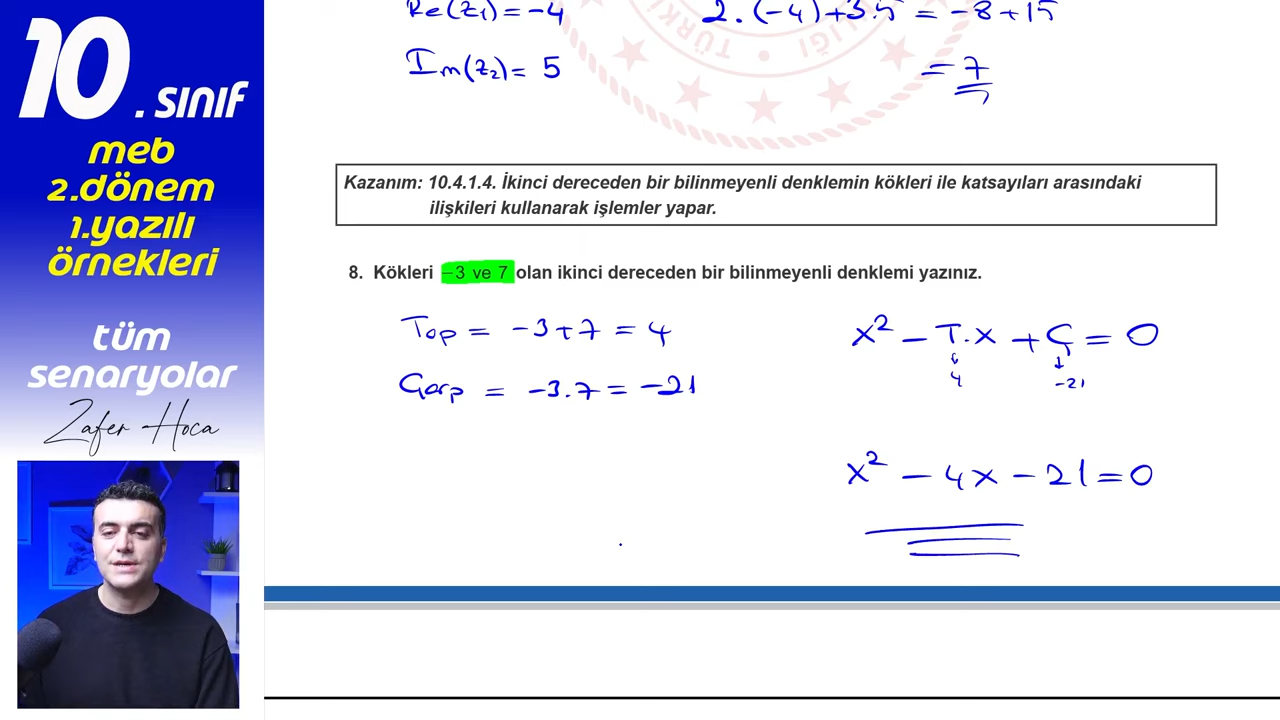 10. SINIF
meb
2.dönem
1.yazılı
örnekleri
tüm
senaryolar
Zafer Hoca
Re(z₁) = -4
2.(-4)+3.5 = -8+15
Im(z₂) = 5
= 7
TÜRKİ
LİĞİ
Kazanım: 10.4.1.4. İkinci dereceden bir bilinmeyenli denklemin kökleri ile katsayıları arasındaki
ilişkileri kullanarak işlemler yapar.
8. Kökleri −3 ve 7 olan ikinci dereceden bir bilinmeyenli denklemi yazınız.
Top = -3+7 = 4
x² - T.x + Ç = 0
4
-21
Çarp = -3.7 = -21
x² - 4x - 21 = 0